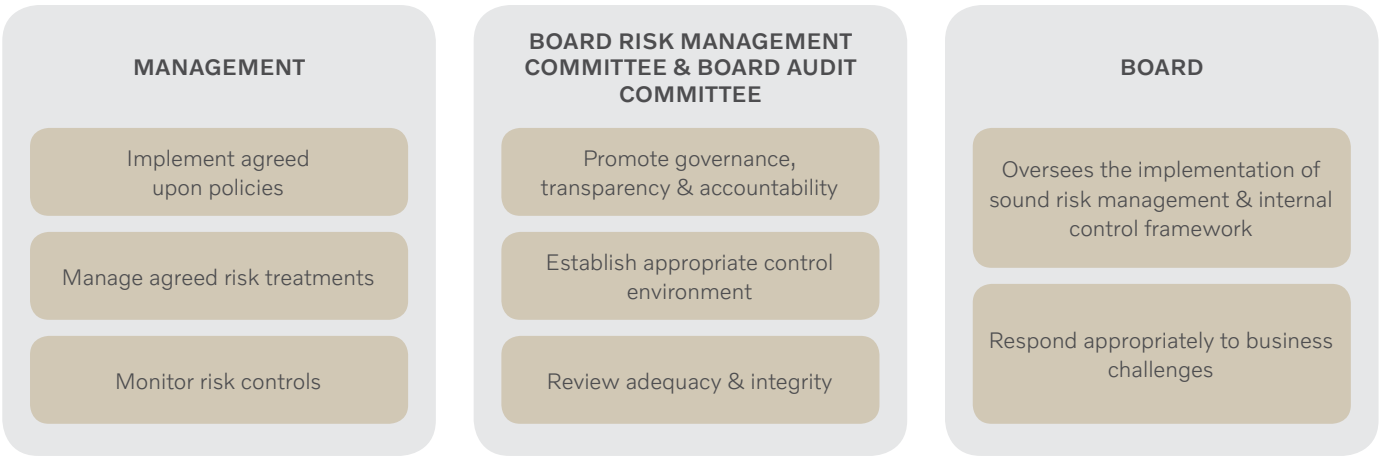 MANAGEMENT
Implement agreed
upon policies
Manage agreed risk treatments
Monitor risk controls
BOARD RISK MANAGEMENT
COMMITTEE & BOARD AUDIT
COMMITTEE
Promote governance,
transparency & accountability
Establish appropriate control
environment
Review adequacy & integrity
BOARD
Oversees the implementation of
sound risk management & internal
control framework
Respond appropriately to business
challenges